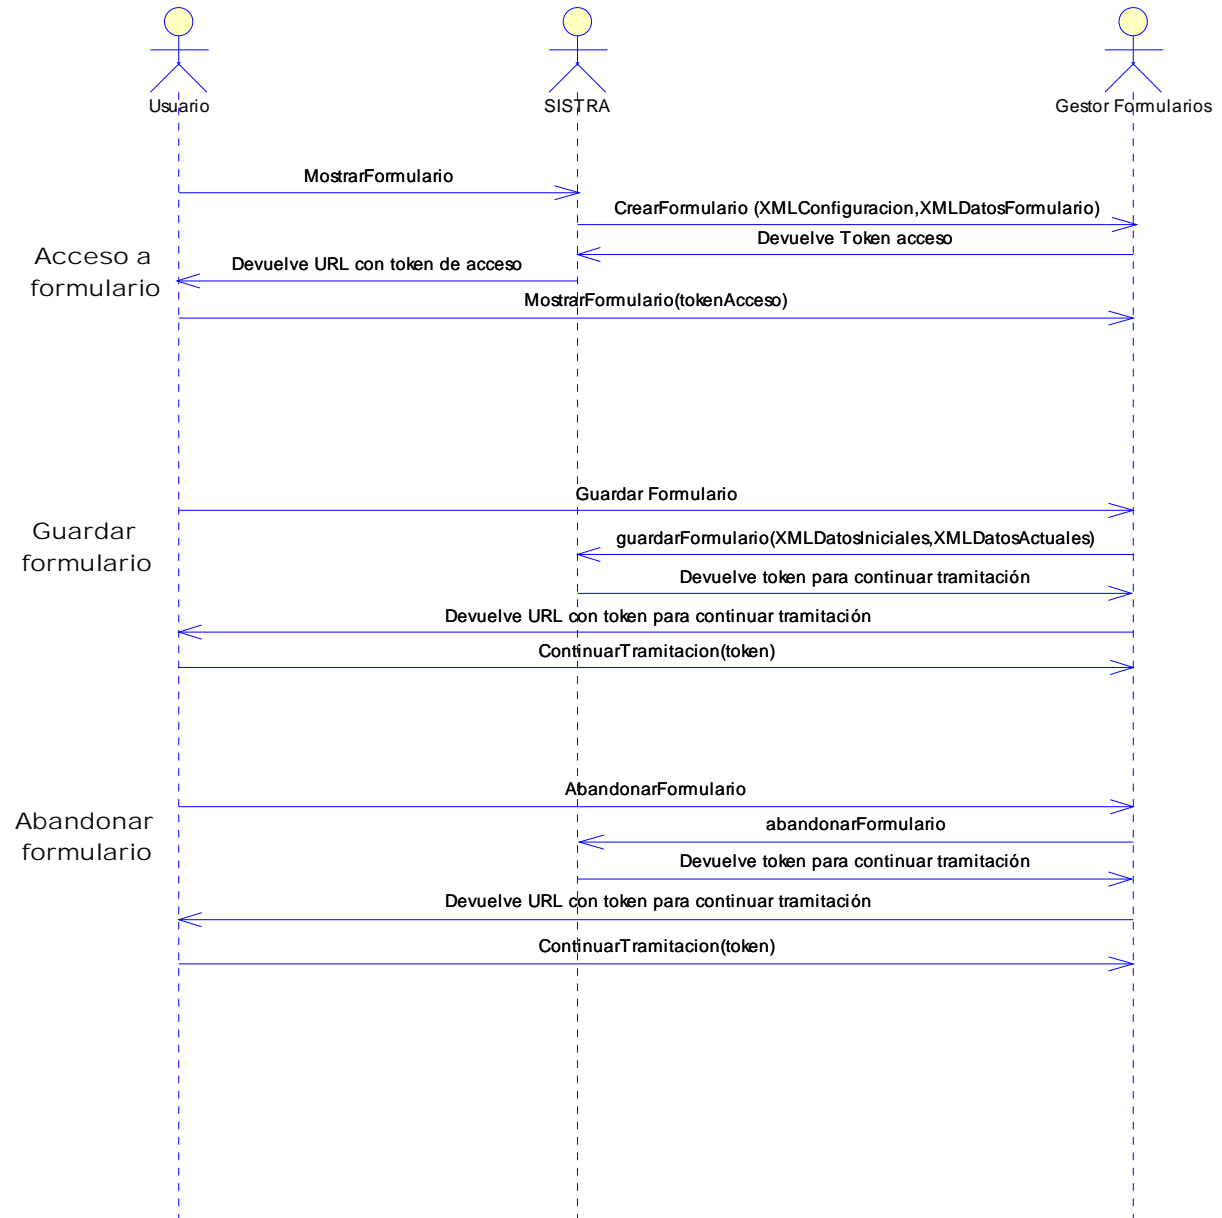 Usuario
SISTRA
Gestor Formularios
MostrarFormulario
CrearFormulario (XMLConfiguracion,XMLDatosFormulario)
Devuelve Token acceso
Acceso a
formulario
Devuelve URL con token de acceso
MostrarFormulario(tokenAcceso)
Guardar Formulario
Guardar
formulario
guardarFormulario(XMLDatosIniciales,XMLDatosActuales)
Devuelve token para continuar tramitación
Devuelve URL con token para continuar tramitación
ContinuarTramitacion(token)
AbandonarFormulario
Abandonar
formulario
abandonarFormulario
Devuelve token para continuar tramitación
Devuelve URL con token para continuar tramitación
ContinuarTramitacion(token)